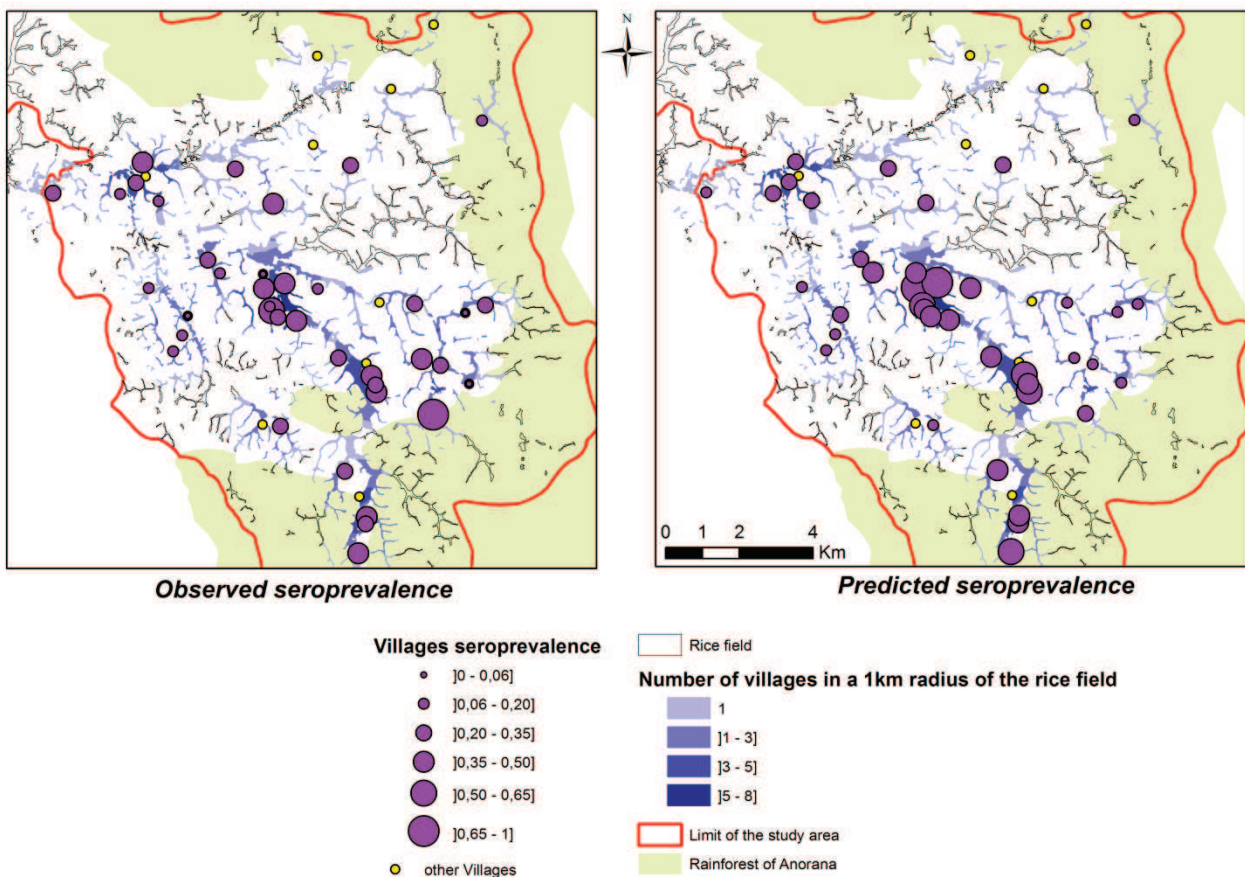 N
0 1 2 4
Km
Observed seroprevalence
Predicted seroprevalence
Villages seroprevalence
]0 - 0,06]
]0,06 - 0,20]
]0,20 - 0,35]
]0,35 - 0,50]
]0,50 - 0,65]
]0,65 - 1]
other Villages
Rice field
Number of villages in a 1km radius of the rice field
1
]1 - 3]
]3 - 5]
]5 - 8]
Limit of the study area
Rainforest of Anorana